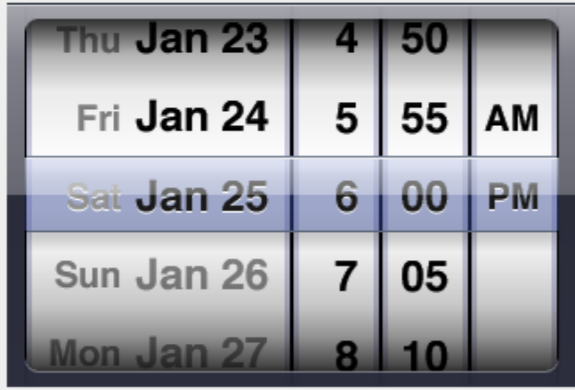 Thu Jan 23 4 50
Fri Jan 24 5 55 AM
Sat Jan 25 6 00 PM
Sun Jan 26 7 05
Mon Jan 27 8 10